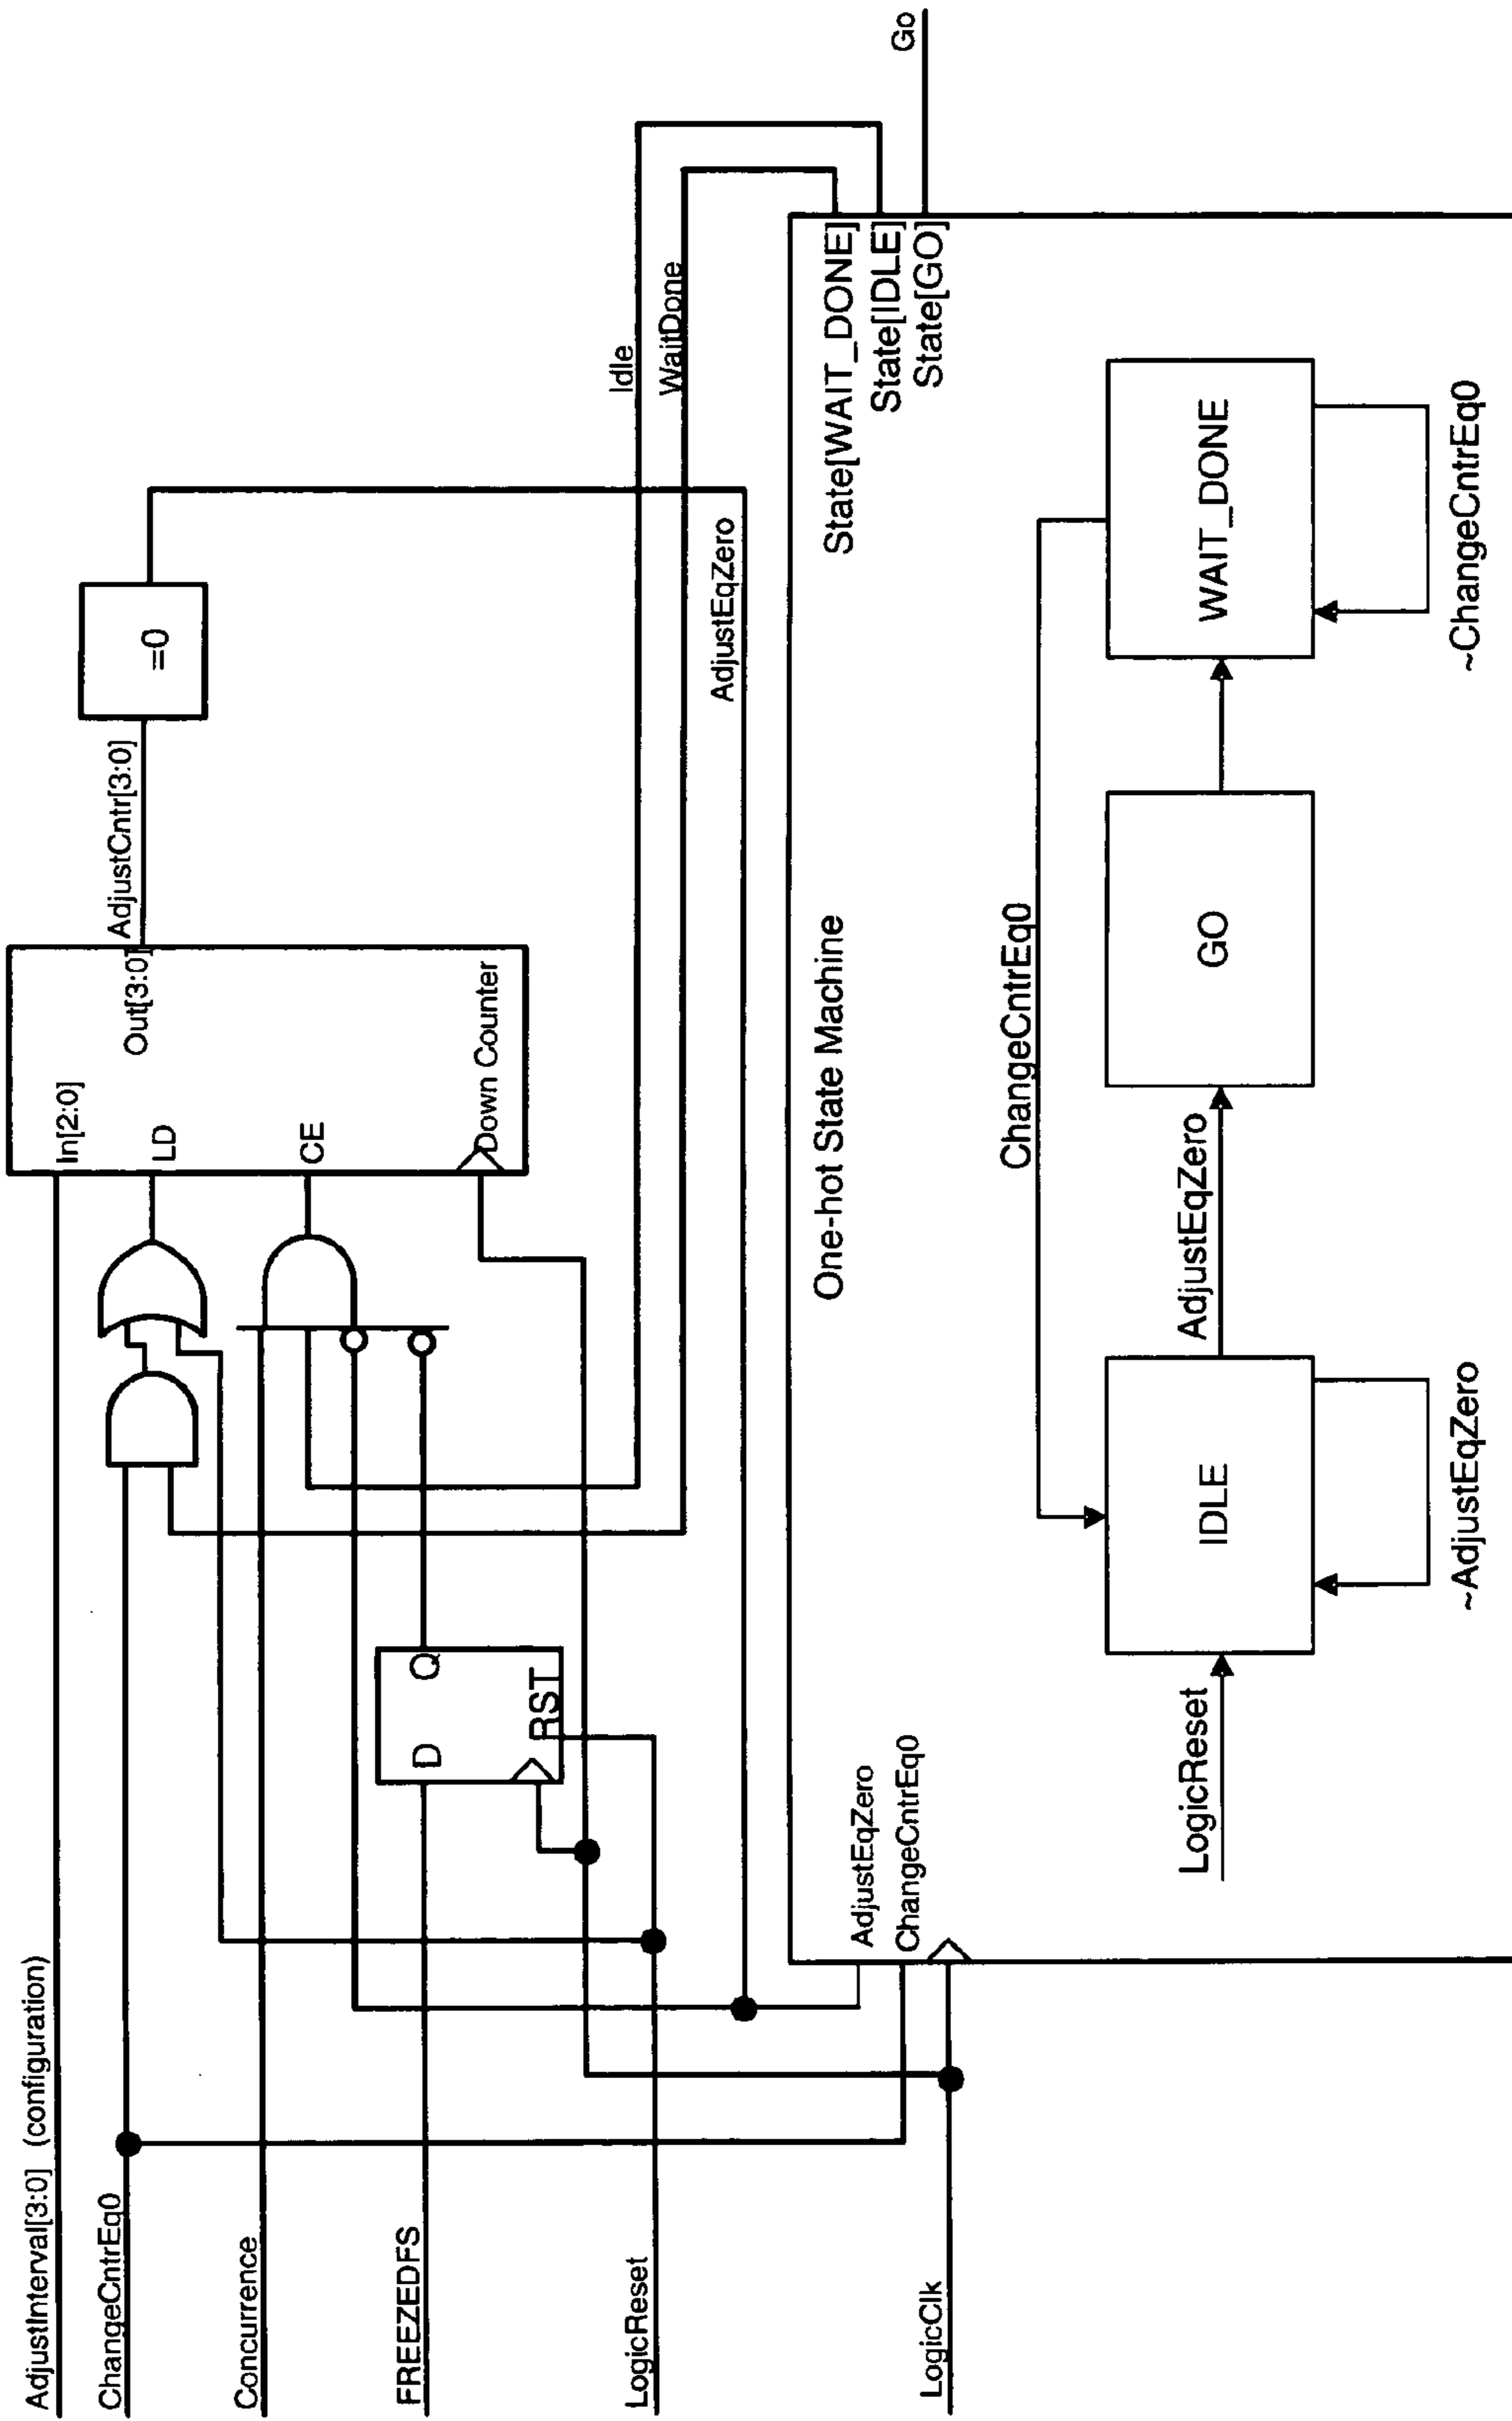 AdjustInterval[3:0] (configuration)
ChangeCntrEq0
Concurrence
FREEZEDFS
LogicReset
LogicClk
D
Q
RST
In[2:0]
LD
CE
Out[3:0]
Down Counter
AdjustCntr[3:0]
=0
Idle
WaitDone
AdjustEqZero
AdjustEqZero
ChangeCntrEq0
One-hot State Machine
State[WAIT_DONE]
State[IDLE]
State[GO]
Go
ChangeCntrEq0
LogicReset
IDLE
AdjustEqZero
GO
WAIT_DONE
~AdjustEqZero
~ChangeCntrEq0